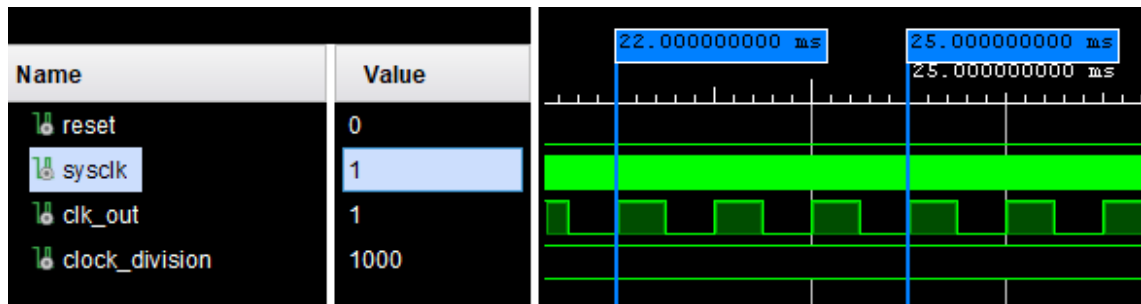 22.000000000 ms 25.000000000 ms
Name Value 25.000000000 ms
reset 0
sysclk 1
clk_out 1
clock_division 1000